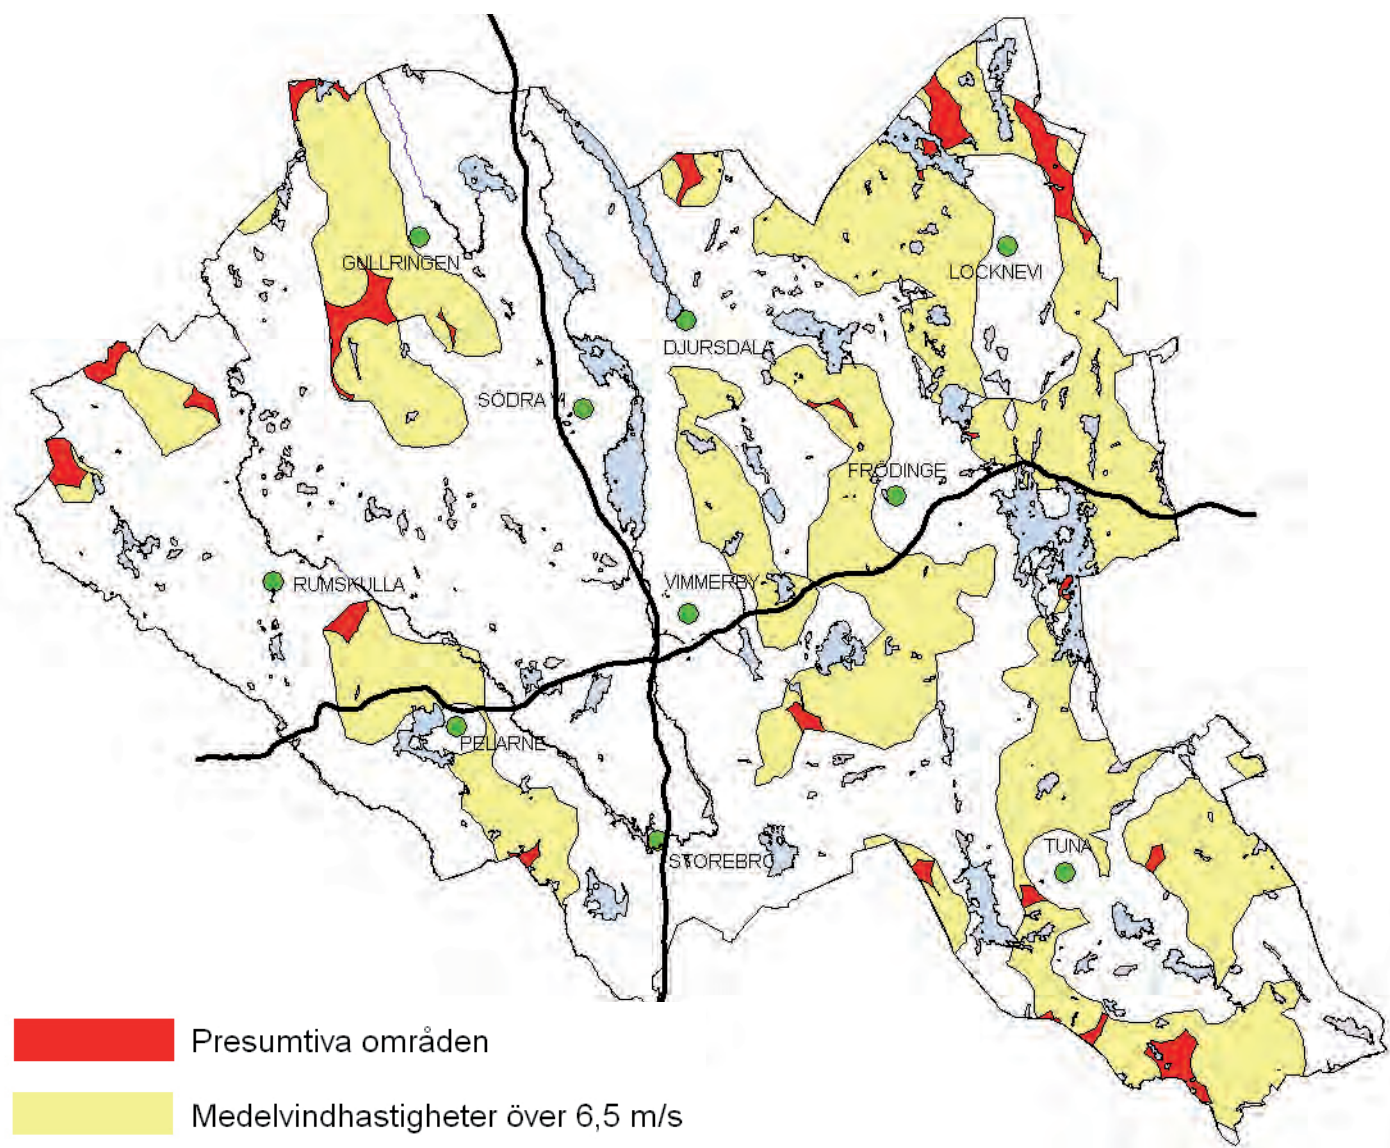 GULLRINGEN
LOCKNEVI
DJURSDALA
SÖDRA VI
FRÖDINGE
RUMSKULLA
VIMMERBY
PELARNE
STOREBRO
TUNA
Presumtiva områden
Medelvindhastigheter över 6,5 m/s